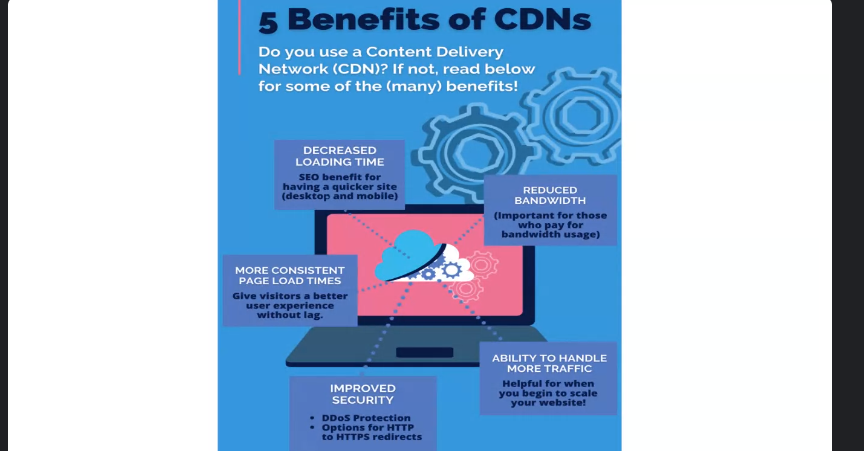 5 Benefits of CDNs
Do you use a Content Delivery
Network (CDN)? If not, read below
for some of the (many) benefits!
DECREASED
LOADING TIME
SEO benefit for
having a quicker site
(desktop and mobile)
REDUCED
BANDWIDTH
(Important for those
who pay for
bandwidth usage)
MORE CONSISTENT
PAGE LOAD TIMES
Give visitors a better
user experience
without lag.
ABILITY TO HANDLE
MORE TRAFFIC
Helpful for when
you begin to scale
your website!
IMPROVED
SECURITY
• DDoS Protection
• Options for HTTP
to HTTPS redirects